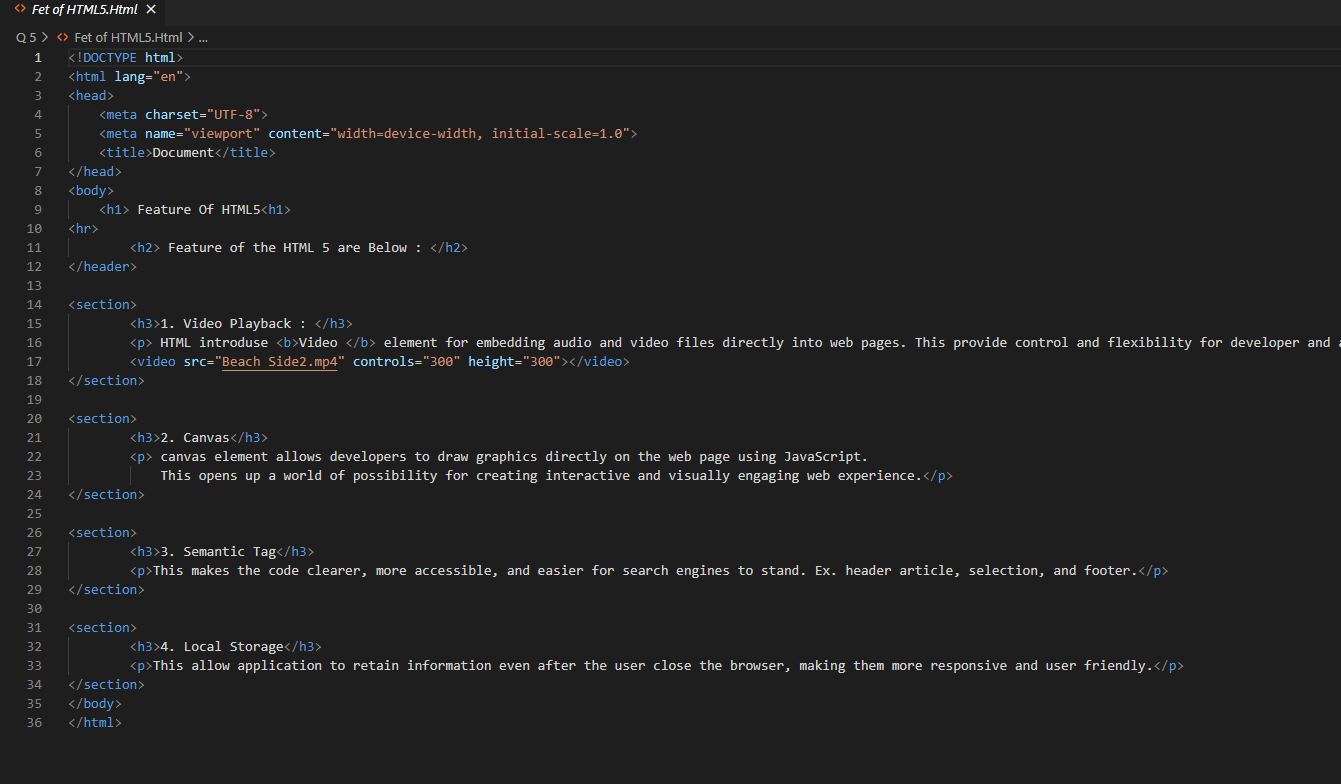 <> Fet of HTML5.Html ×
Q 5 > <> Fet of HTML5.Html > ...
1 <!DOCTYPE html>
2 <html lang="en">
3 <head>
4     <meta charset="UTF-8">
5     <meta name="viewport" content="width=device-width, initial-scale=1.0">
6     <title>Document</title>
7 </head>
8 <body>
9     <h1> Feature Of HTML5<h1>
10 <hr>
11         <h2> Feature of the HTML 5 are Below : </h2>
12 </header>
13
14 <section>
15         <h3>1. Video Playback : </h3>
16         <p> HTML introduse <b>Video </b> element for embedding audio and video files directly into web pages. This provide control and flexibility for developer and
17         <video src="Beach Side2.mp4" controls="300" height="300"></video>
18 </section>
19
20 <section>
21         <h3>2. Canvas</h3>
22         <p> canvas element allows developers to draw graphics directly on the web page using JavaScript.
23             This opens up a world of possibility for creating interactive and visually engaging web experience.</p>
24 </section>
25
26 <section>
27         <h3>3. Semantic Tag</h3>
28         <p>This makes the code clearer, more accessible, and easier for search engines to stand. Ex. header article, selection, and footer.</p>
29 </section>
30
31 <section>
32         <h3>4. Local Storage</h3>
33         <p>This allow application to retain information even after the user close the browser, making them more responsive and user friendly.</p>
34 </section>
35 </body>
36 </html>